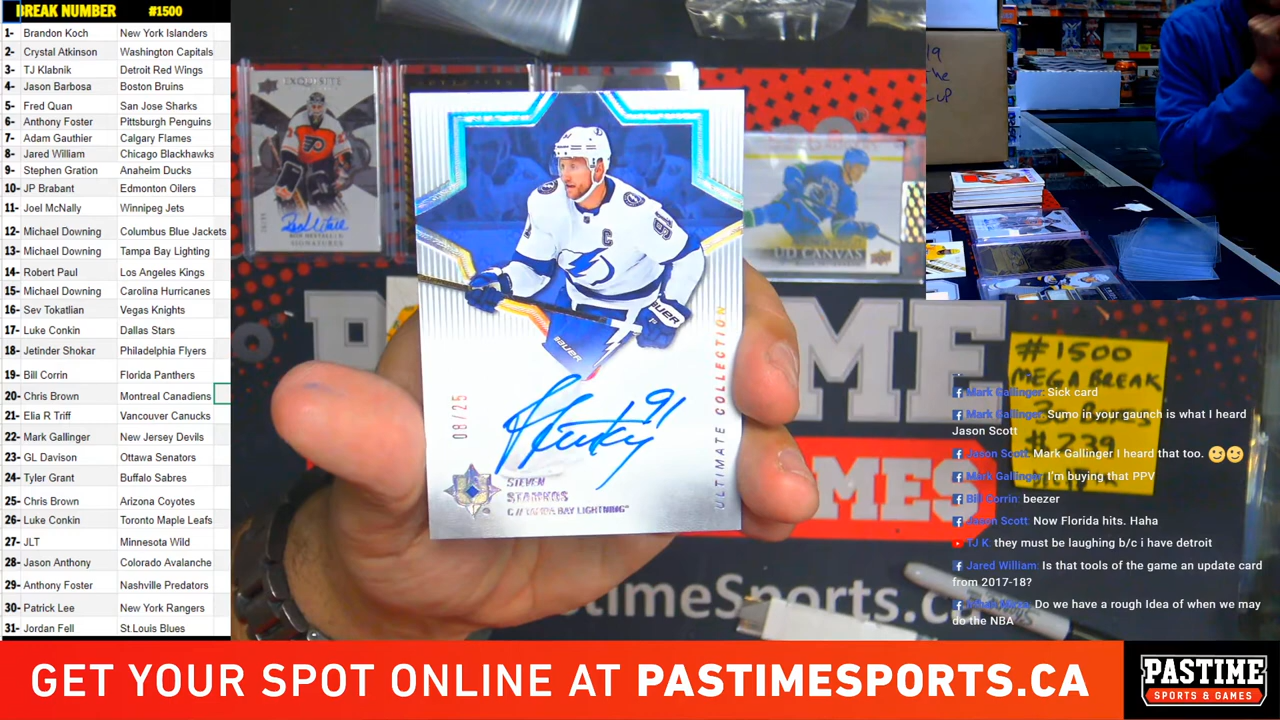 BREAK NUMBER #1500
1- Brandon Koch New York Islanders
2- Crystal Atkinson Washington Capitals
3- TJ Klabnik Detroit Red Wings
4- Jason Barbosa Boston Bruins
5- Fred Quan San Jose Sharks
6- Anthony Foster Pittsburgh Penguins
7- Adam Gauthier Calgary Flames
8- Jared William Chicago Blackhawks
9- Stephen Gration Anaheim Ducks
10- JP Brabant Edmonton Oilers
11- Joel McNally Winnipeg Jets
12- Michael Downing Columbus Blue Jackets
13- Michael Downing Tampa Bay Lighting
14- Robert Paul Los Angeles Kings
15- Michael Downing Carolina Hurricanes
16- Sev Tokatlian Vegas Knights
17- Luke Conkin Dallas Stars
18- Jetinder Shokar Philadelphia Flyers
19- Bill Corrin Florida Panthers
20- Chris Brown Montreal Canadiens
21- Elia R Triff Vancouver Canucks
22- Mark Gallinger New Jersey Devils
23- GL Davison Ottawa Senators
24- Tyler Grant Buffalo Sabres
25- Chris Brown Arizona Coyotes
26- Luke Conkin Toronto Maple Leafs
27- JLT Minnesota Wild
28- Jason Anthony Colorado Avalanche
29- Anthony Foster Nashville Predators
30- Patrick Lee New York Rangers
31- Jordan Fell St Louis Blues
EXQUISITE
SIGNATURES
UD CANVAS
C
91
BAUER
BAUER
08/25
91
ULTIMATE COLLECTION
STEVEN
STAMKOS
C // TAMPA BAY LIGHTNING
ME
GAMES
PastimeSports.c
#1500
MEGA BREAK
#239
Mark Gallinger: Sick card
Mark Gallinger: Sumo in your gaunch is what I heard
Jason Scott
Jason Scott: Mark Gallinger I heard that too.
Mark Gallinger: I'm buying that PPV
Bill Corrin: beezer
Jason Scott: Now Florida hits. Haha
TJ K: they must be laughing b/c i have detroit
Jared William: Is that tools of the game an update card
from 2017-18?
Do we have a rough Idea of when we may
do the NBA
GET YOUR SPOT ONLINE AT PASTIMESPORTS.CA
PASTIME
SPORTS & GAMES